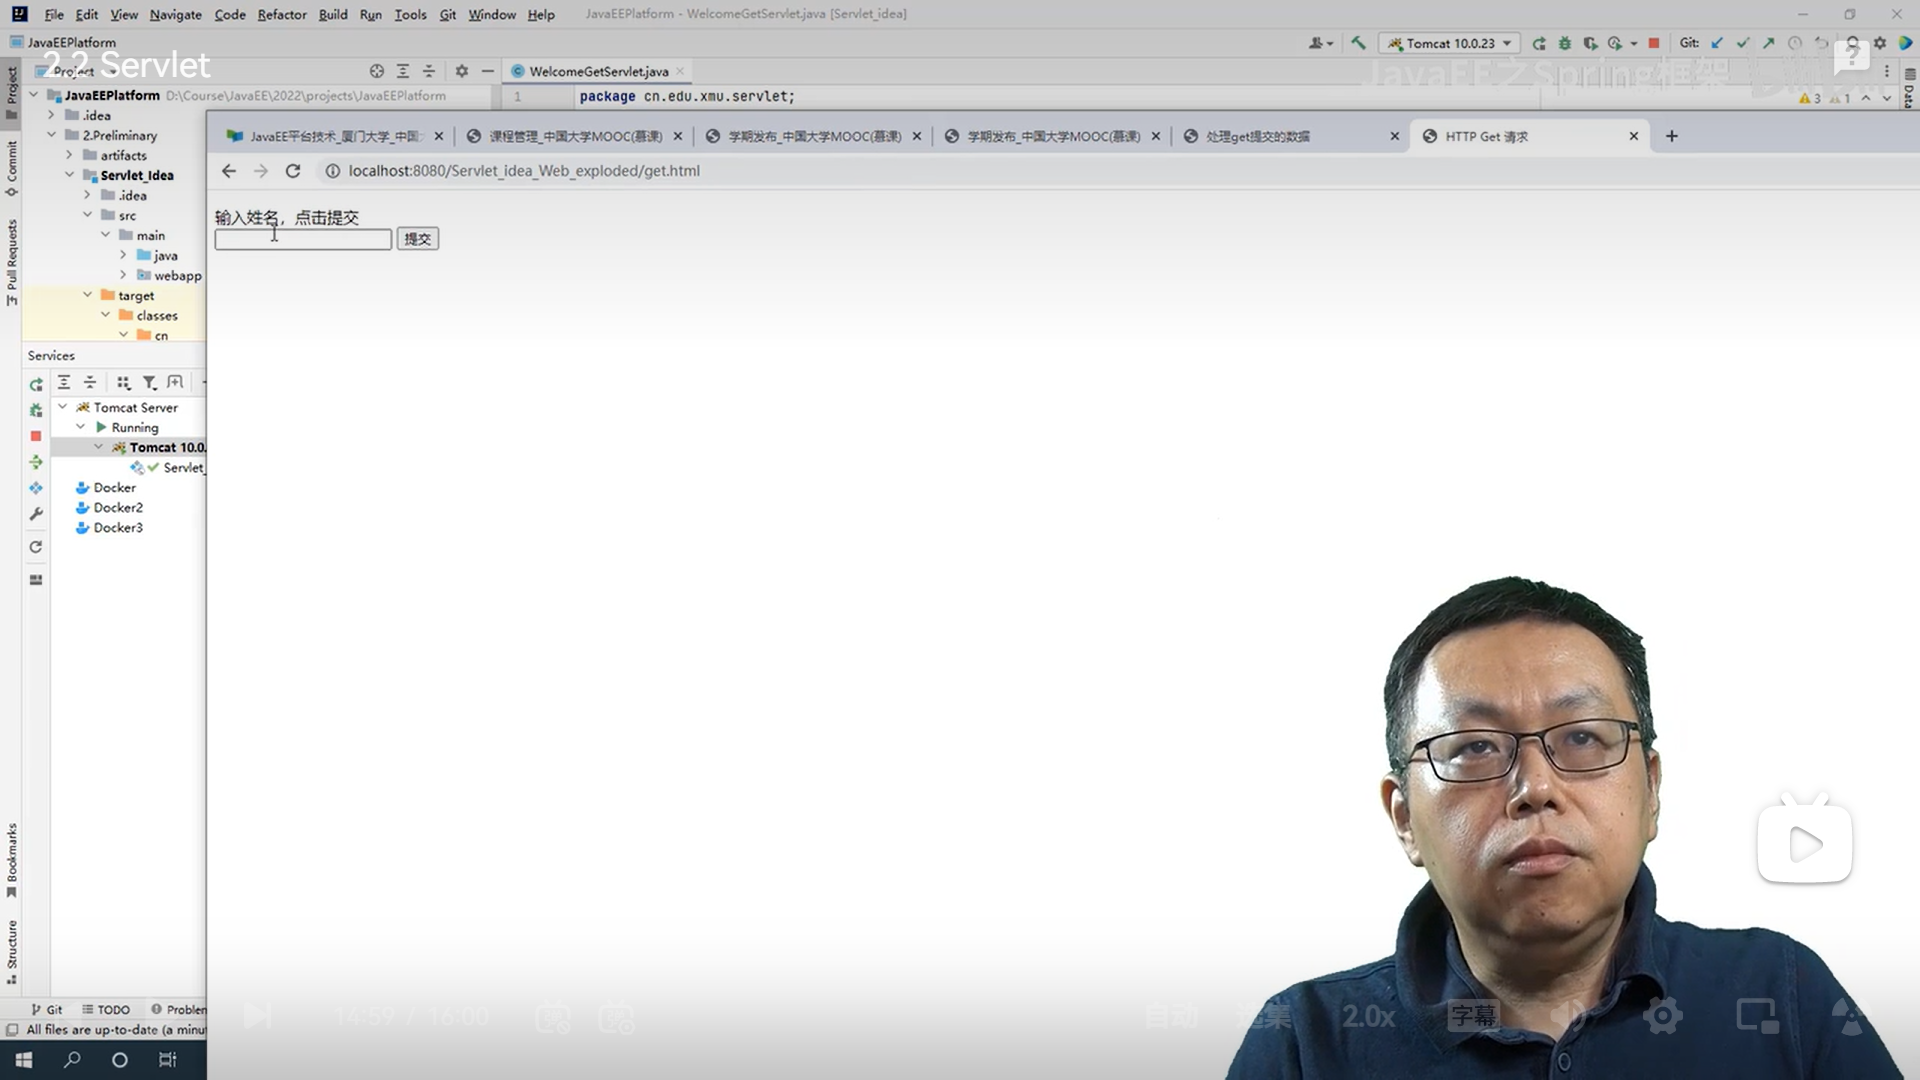 File Edit View Navigate Code Refactor Build Run Tools Git Window Help JavaEEPlatform - WelcomeGetServlet.java [Servlet_idea]
JavaEEPlatform
Tomcat 10.0.23
Git:
2.2 Servlet
JavaEE之Spring框架
Project
WelcomeGetServlet.java
JavaEEPlatform D:\Course\JavaEE\2022\projects\JavaEEPlatform
1 package cn.edu.xmu.servlet;
3 1
.idea
2.Preliminary
artifacts
Servlet_Idea
.idea
src
main
java
webapp
target
classes
cn
JavaEE平台技术_厦门大学_中国
课程管理_中国大学MOOC(慕课)
学期发布_中国大学MOOC(慕课)
学期发布_中国大学MOOC(慕课)
处理get提交的数据
HTTP Get 请求
localhost:8080/Servlet_idea_Web_exploded/get.html
输入姓名，点击提交
提交
Services
Tomcat Server
Running
Tomcat 10.0.
Servlet_
Docker
Docker2
Docker3
Project
Commit
Pull Requests
Bookmarks
Structure
Data
Git TODO Problem
All files are up-to-date (a minut
14:59 / 16:00
自动 选集 2.0x 字幕